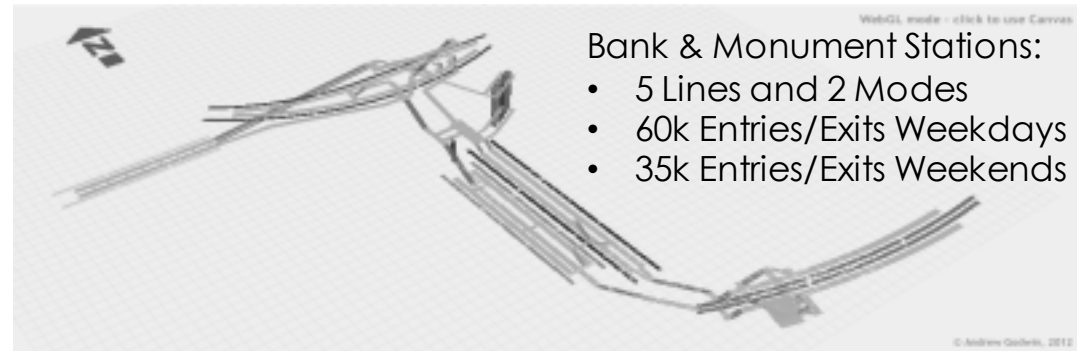 WebGL mode - click to use Canvas
N
Bank & Monument Stations:
• 5 Lines and 2 Modes
• 60k Entries/Exits Weekdays
• 35k Entries/Exits Weekends
© Andrew Godwin, 2012